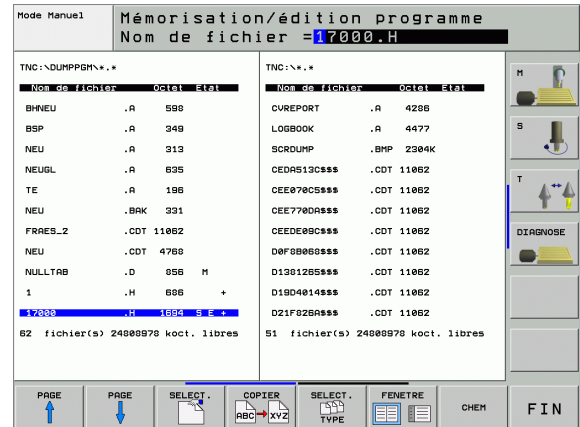 Mode Manuel
Mémorisation/édition programme
Nom de fichier =17000.H
TNC:\DUMPPGM\*.*
Nom de fichier Octet Etat
BHNEU .A 598
BSP .A 349
NEU .A 313
NEUGL .A 635
TE .A 196
NEU .BAK 331
FRAES_2 .CDT 11062
NEU .CDT 4768
NULLTAB .D 856 M
1 .H 686 +
17000 .H 1694 S E +
62 fichier(s) 24808978 koct. libres
TNC:\*.*
Nom de fichier Octet Etat
CVREPORT .A 4286
LOGBOOK .A 4477
SCRDUMP .BMP 2304K
CEDA513C$$$ .CDT 11062
CEE070C5$$$ .CDT 11062
CEE770DA$$$ .CDT 11062
CEEDE09C$$$ .CDT 11062
D0F8B068$$$ .CDT 11062
D1381265$$$ .CDT 11062
D19D4014$$$ .CDT 11062
D21F826A$$$ .CDT 11062
51 fichier(s) 24808978 koct. libres
M
S
T
DIAGNOSE
PAGE
PAGE
SELECT.
COPIER
ABC XYZ
SELECT.
TYPE
FENETRE
CHEM
FIN